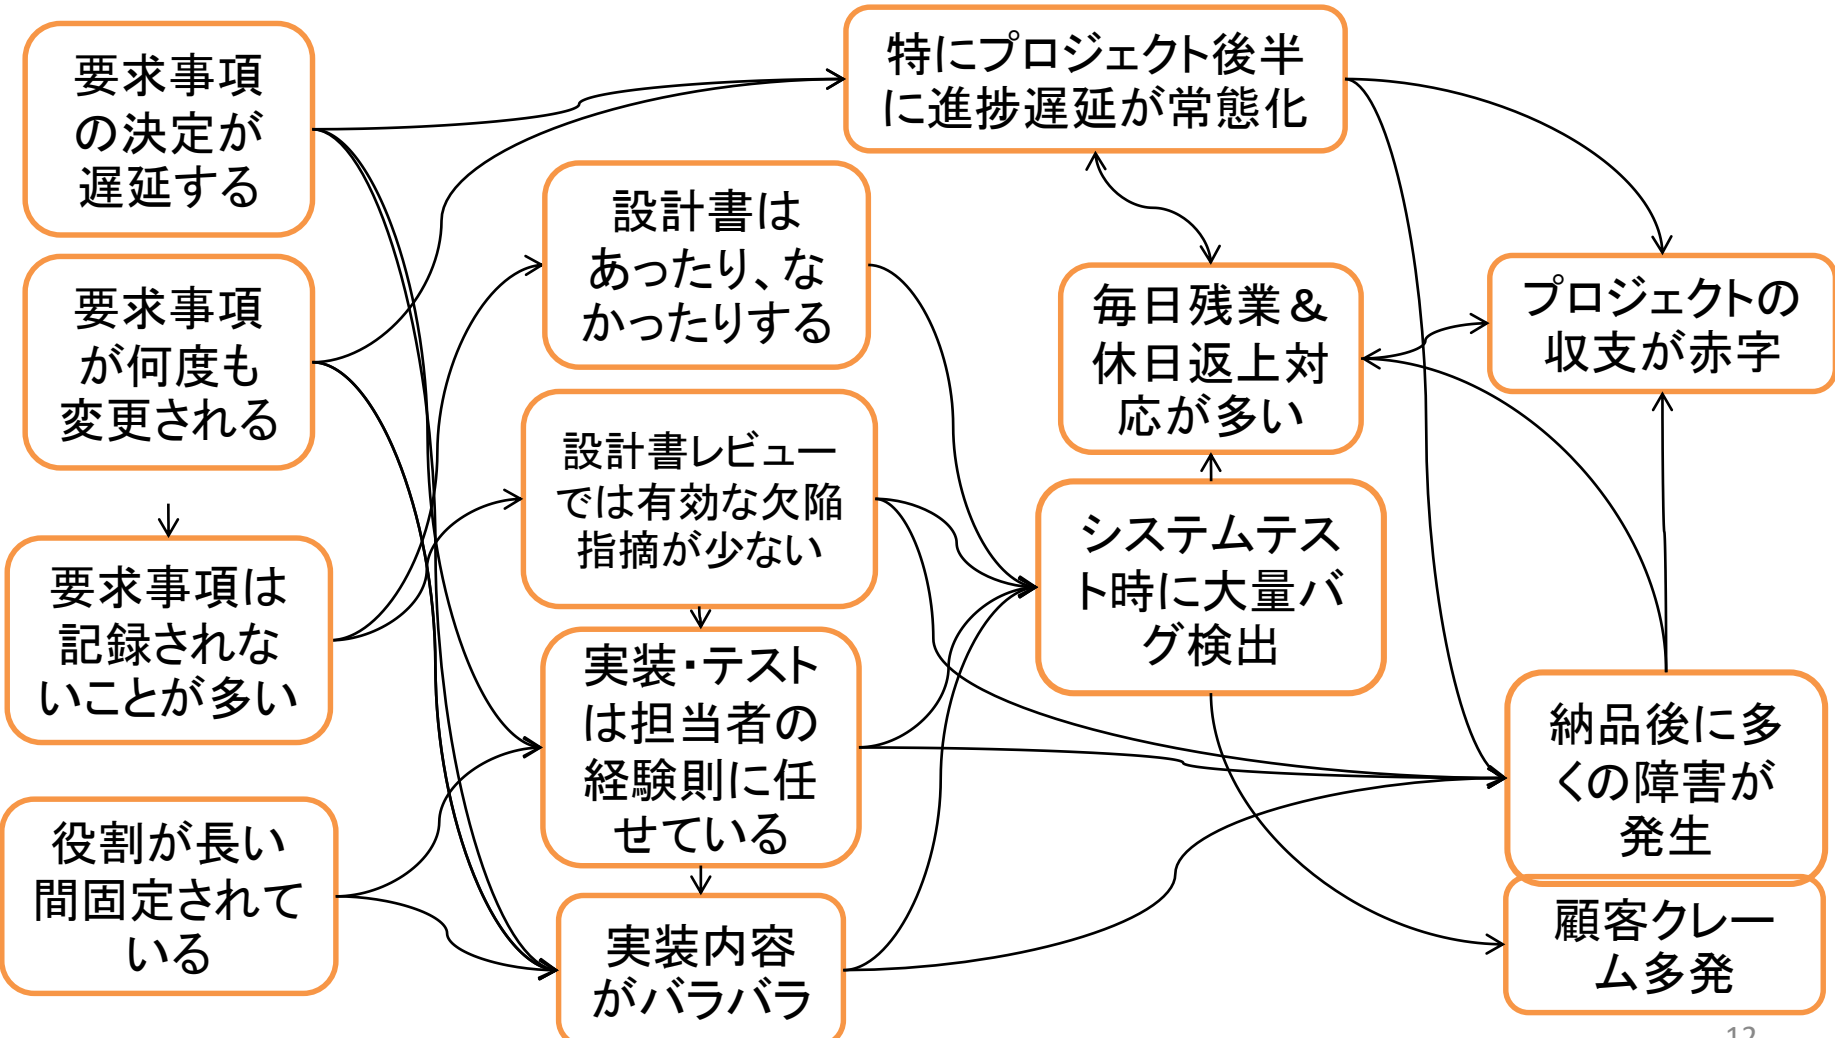 要求事項
の決定が
遅延する
特にプロジェクト後半
に進捗遅延が常態化
設計書は
あったり、な
かったりする
要求事項
が何度も
変更される
毎日残業＆
休日返上対
応が多い
プロジェクトの
収支が赤字
設計書レビュー
では有効な欠陥
指摘が少ない
システムテス
ト時に大量バ
グ検出
要求事項は
記録されな
いことが多い
実装・テスト
は担当者の
経験則に任
せている
納品後に多
くの障害が
発生
役割が長い
間固定されて
いる
実装内容
がバラバラ
顧客クレー
ム多発
12